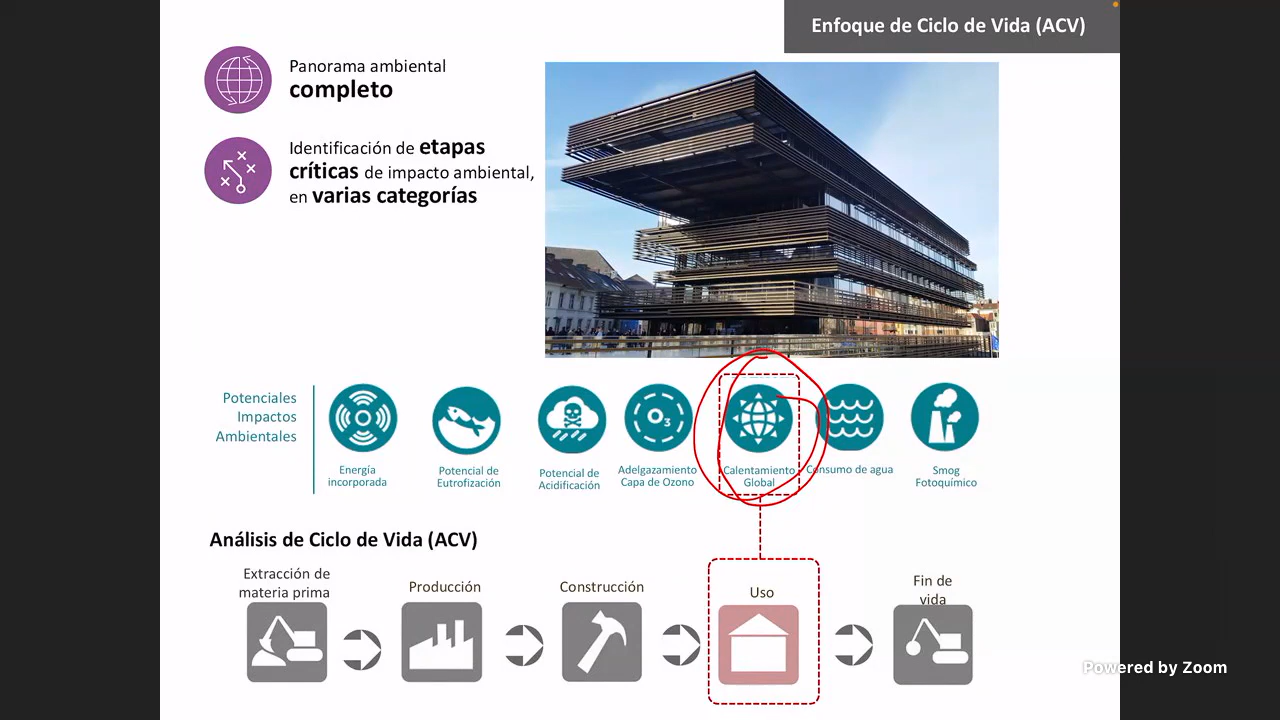 Enfoque de Ciclo de Vida (ACV)
Panorama ambiental
completo
Identificación de etapas
críticas de impacto ambiental,
en varias categorías
Potenciales
Impactos
Ambientales
Energía
incorporada
Potencial de
Eutrofización
Potencial de
Acidificación
O3
Adelgazamiento
Capa de Ozono
Calentamiento
Global
Consumo de agua
Smog
Fotoquímico
Análisis de Ciclo de Vida (ACV)
Extracción de
materia prima
Producción
Construcción
Uso
Fin de
vida
Powered by Zoom